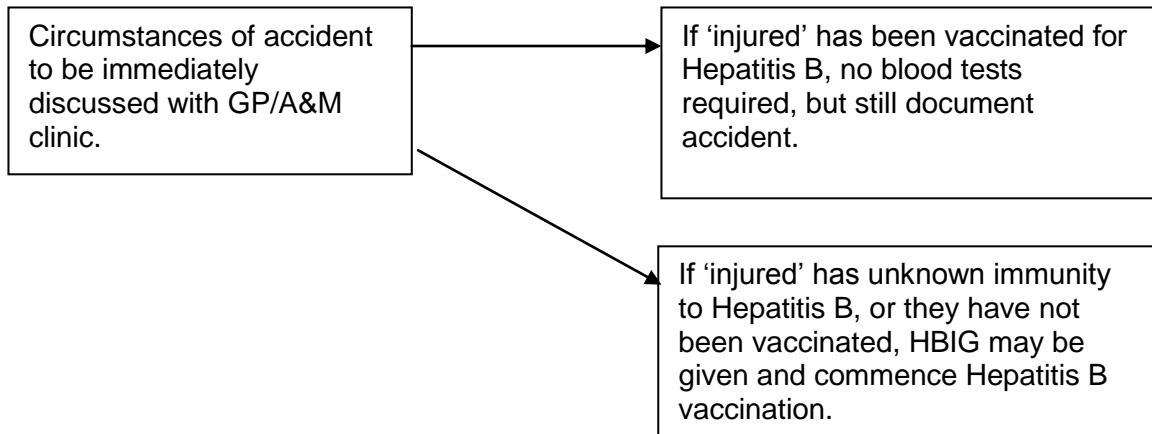 Circumstances of accident
to be immediately
discussed with GP/A&M
clinic.
If ‘injured’ has been vaccinated for
Hepatitis B, no blood tests
required, but still document
accident.
If ‘injured’ has unknown immunity
to Hepatitis B, or they have not
been vaccinated, HBIG may be
given and commence Hepatitis B
vaccination.